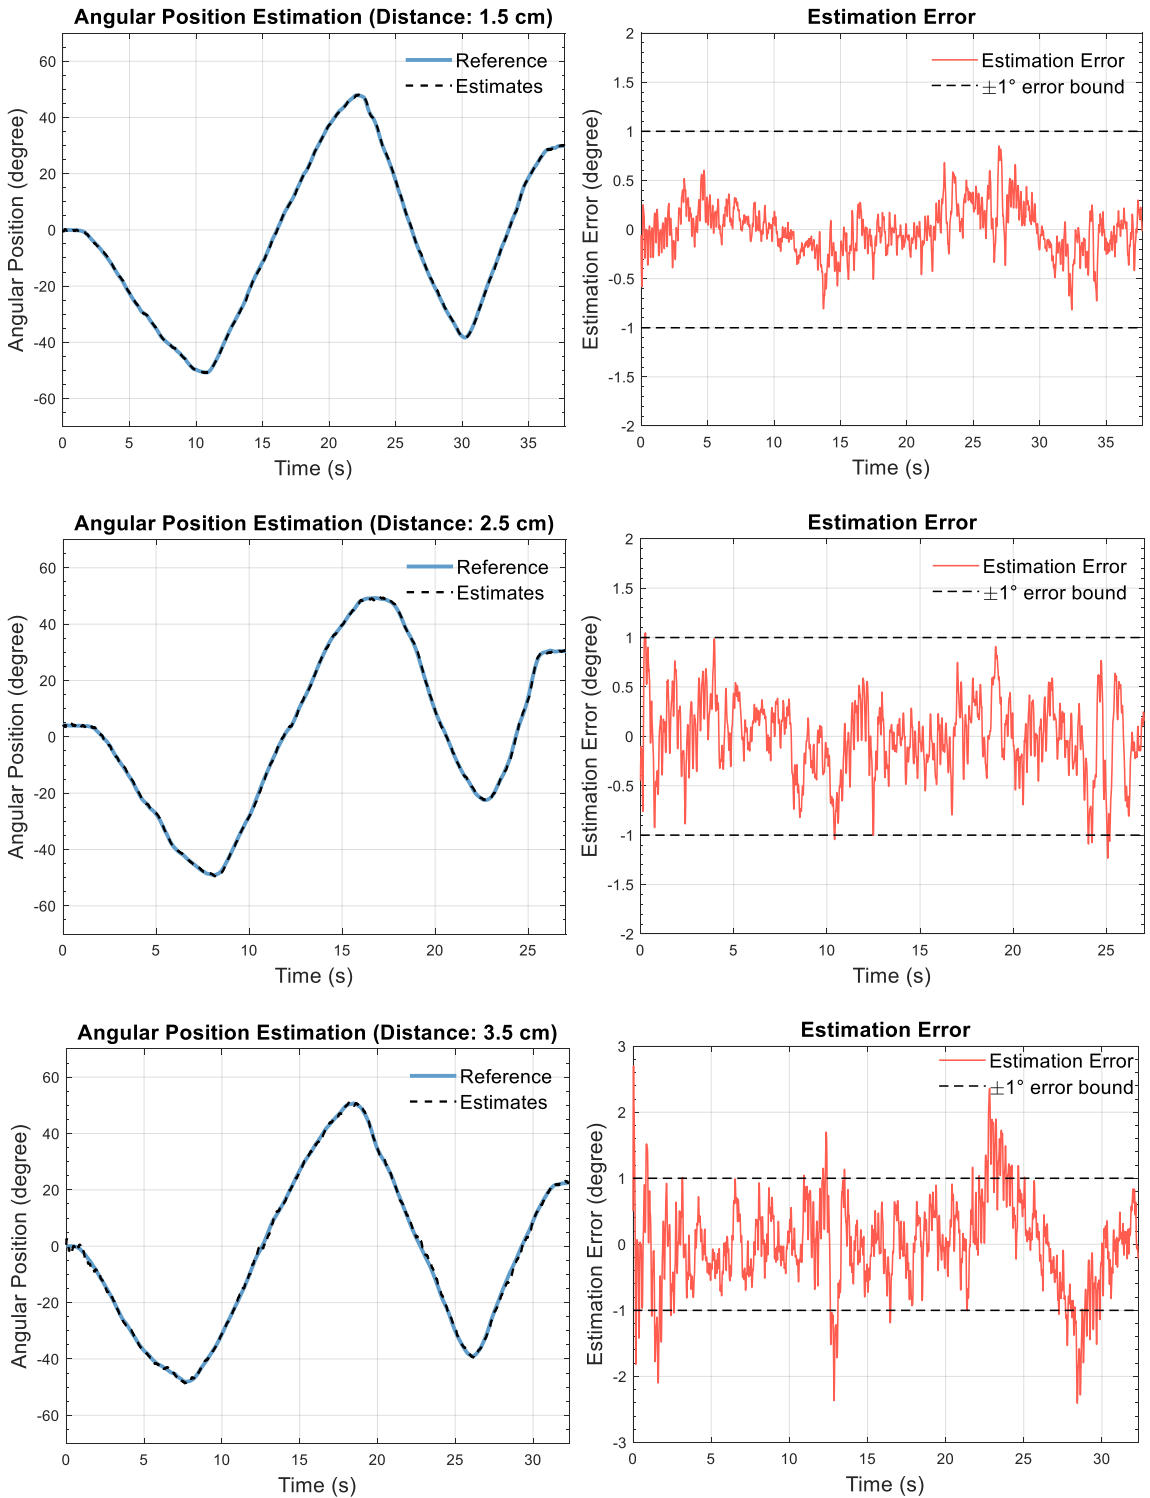 Angular Position Estimation (Distance: 1.5 cm)
Reference
Estimates
Angular Position (degree)
60
40
20
0
-20
-40
-60
0 5 10 15 20 25 30 35
Time (s)
Estimation Error
Estimation Error
±1° error bound
Estimation Error (degree)
2
1.5
1
0.5
0
-0.5
-1
-1.5
-2
0 5 10 15 20 25 30 35
Time (s)
Angular Position Estimation (Distance: 2.5 cm)
Reference
Estimates
Angular Position (degree)
60
40
20
0
-20
-40
-60
0 5 10 15 20 25
Time (s)
Estimation Error
Estimation Error
±1° error bound
Estimation Error (degree)
2
1.5
1
0.5
0
-0.5
-1
-1.5
-2
0 5 10 15 20 25
Time (s)
Angular Position Estimation (Distance: 3.5 cm)
Reference
Estimates
Angular Position (degree)
60
40
20
0
-20
-40
-60
0 5 10 15 20 25 30
Time (s)
Estimation Error
Estimation Error
±1° error bound
Estimation Error (degree)
3
2
1
0
-1
-2
-3
0 5 10 15 20 25 30
Time (s)